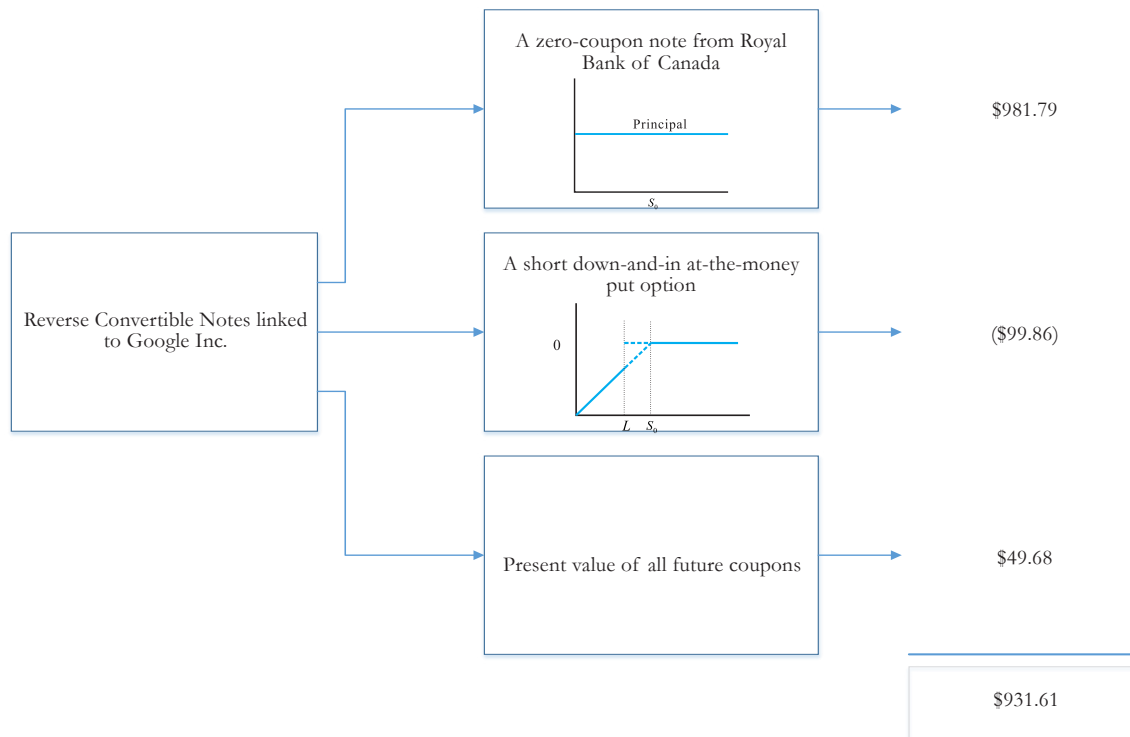 A zero-coupon note from Royal
Bank of Canada
Principal
S₀
$981.79
Reverse Convertible Notes linked
to Google Inc.
A short down-and-in at-the-money
put option
0
L S₀
($99.86)
Present value of all future coupons
$49.68
$931.61